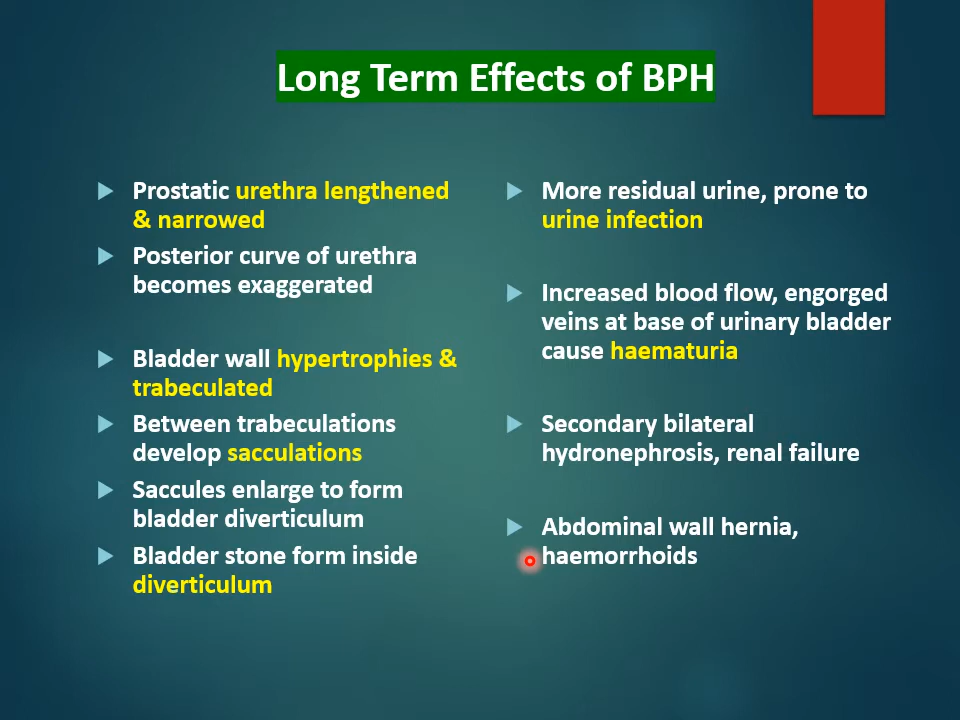 Long Term Effects of BPH
Prostatic urethra lengthened
& narrowed
Posterior curve of urethra
becomes exaggerated
Bladder wall hypertrophies &
trabeculated
Between trabeculations
develop sacculations
Saccules enlarge to form
bladder diverticulum
Bladder stone form inside
diverticulum
More residual urine, prone to
urine infection
Increased blood flow, engorged
veins at base of urinary bladder
cause haematuria
Secondary bilateral
hydronephrosis, renal failure
Abdominal wall hernia,
haemorrhoids